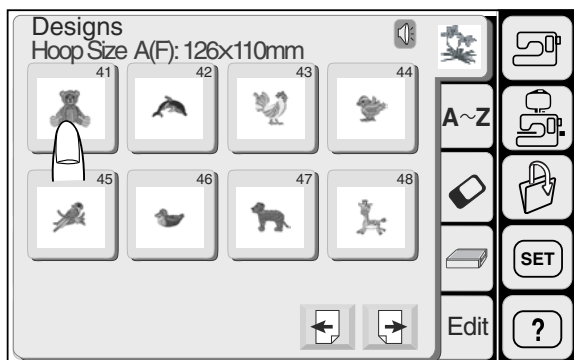 Designs
Hoop Size A(F): 126×110mm
41 42 43 44
45 46 47 48
A~Z
SET
Edit
?